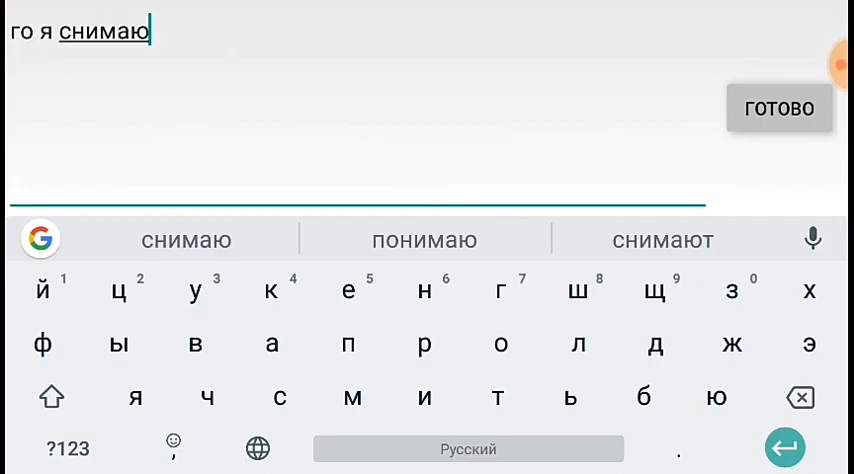 го я снимаю
ГОТОВО
G снимаю понимаю снимают
й 1 ц 2 у 3 к 4 е 5 н 6 г 7 ш 8 щ 9 з 0 х
ф ы в а п р о л д ж э
я ч с м и т ь б ю
?123 , Русский .